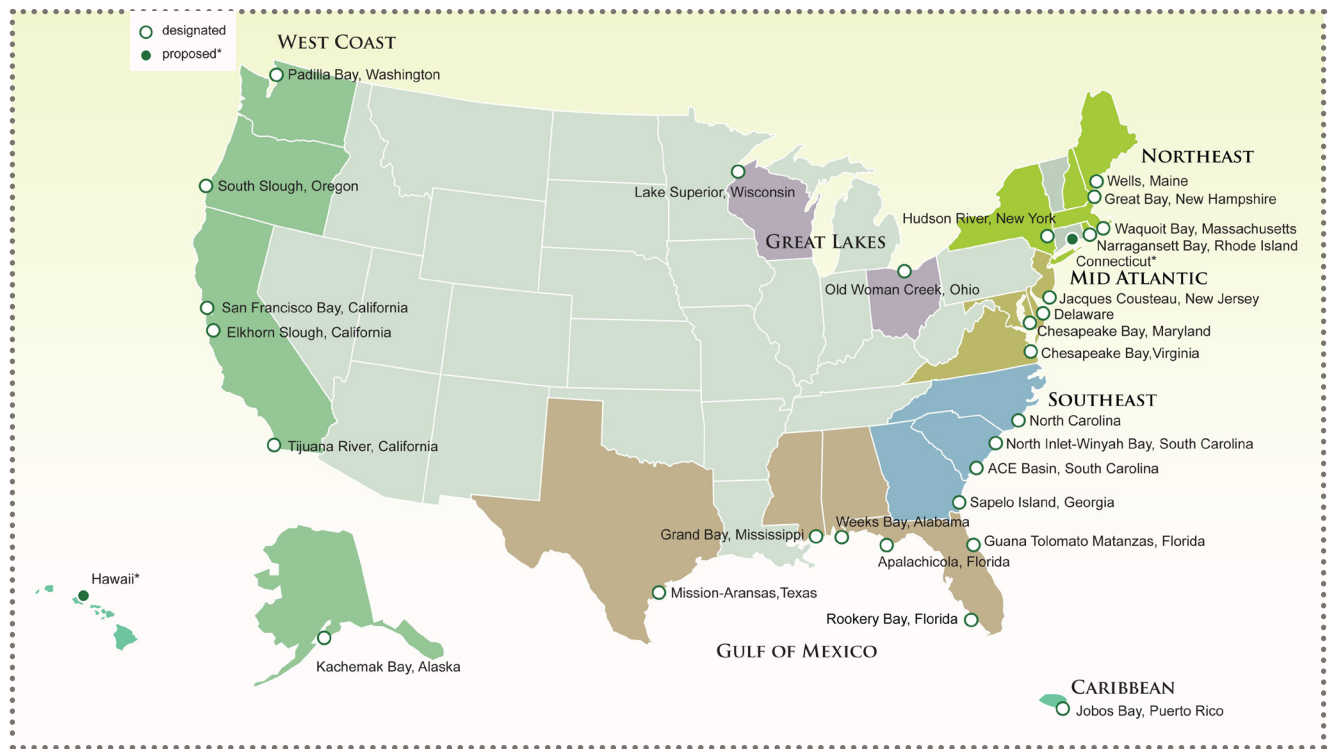 designated
proposed*
WEST COAST
Padilla Bay, Washington
South Slough, Oregon
San Francisco Bay, California
Elkhorn Slough, California
Tijuana River, California
Hawaii*
Kachemak Bay, Alaska
Lake Superior, Wisconsin
GREAT LAKES
Old Woman Creek, Ohio
NORTHEAST
Wells, Maine
Great Bay, New Hampshire
Hudson River, New York
Waquoit Bay, Massachusetts
Narragansett Bay, Rhode Island
Connecticut*
MID ATLANTIC
Jacques Cousteau, New Jersey
Delaware
Chesapeake Bay, Maryland
Chesapeake Bay,Virginia
SOUTHEAST
North Carolina
North Inlet-Winyah Bay, South Carolina
ACE Basin, South Carolina
Sapelo Island, Georgia
Weeks Bay, Alabama
Grand Bay, Mississippi
Guana Tolomato Matanzas, Florida
Apalachicola, Florida
Mission-Aransas,Texas
Rookery Bay, Florida
GULF OF MEXICO
CARIBBEAN
Jobos Bay, Puerto Rico